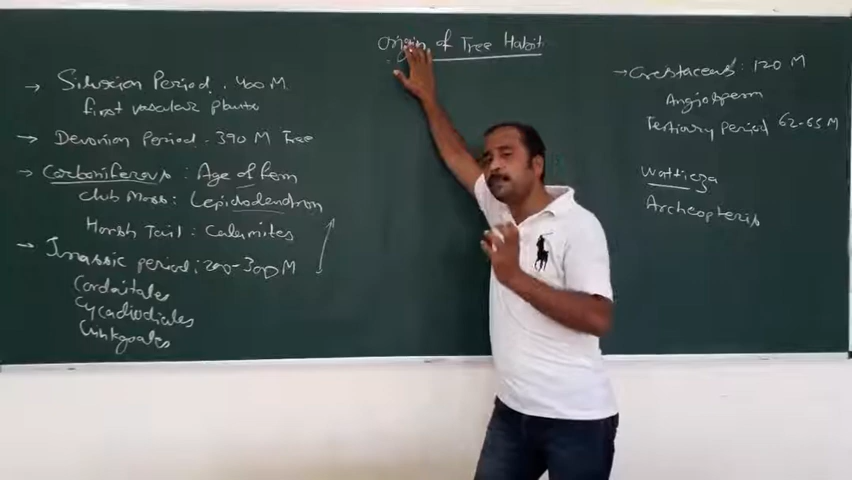 Origin of Tree Habit
→ Silurian Period . 400 M
first vascular plants
→ Devonian Period . 390 M Tree
→ Carboniferous : Age of fern
Club Moss : Lepidodendron
Horsh Tail : Calamites
→ Jurassic period : 200-300 M
Cordaitales
Cycadiodiales
Ginkgoales
→ Cretaceous : 120 M
Angiosperm
Tertiary period 62-65 M
Wattieza
Archeopteris